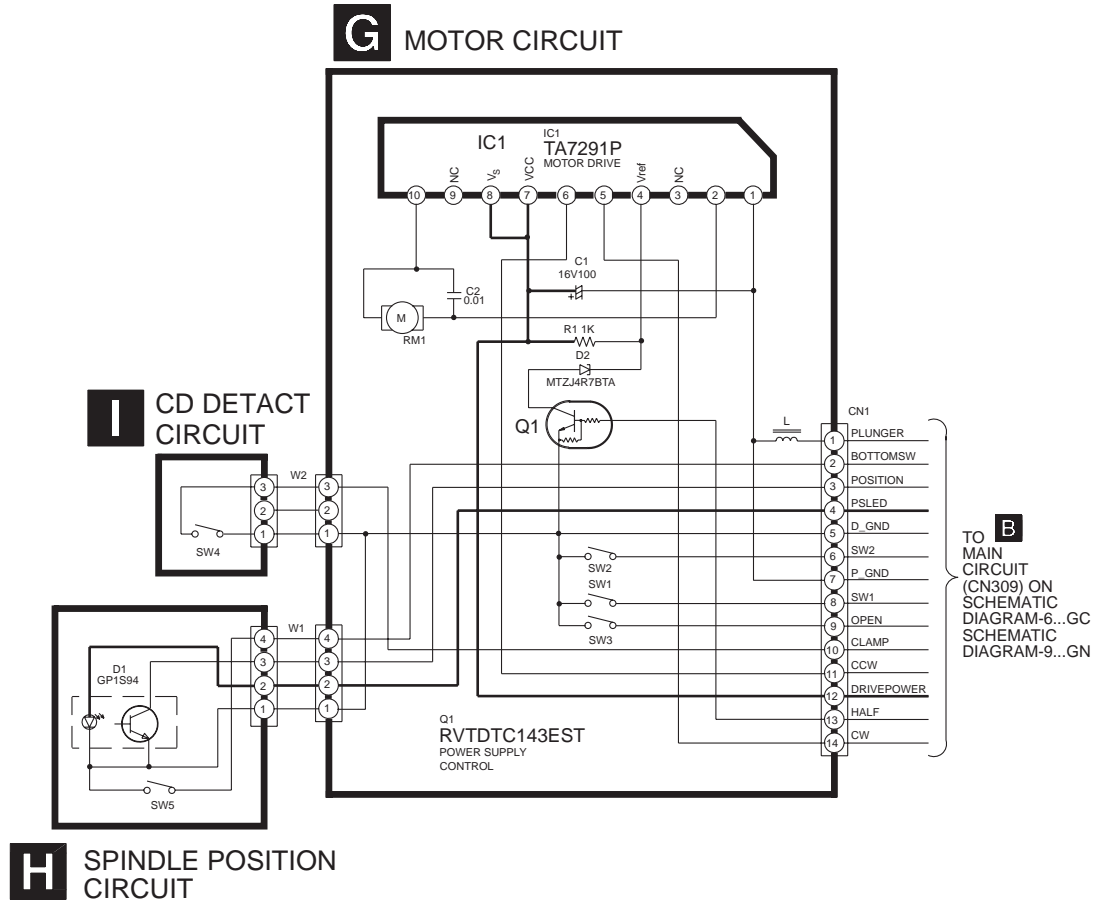 G MOTOR CIRCUIT
IC1
IC1
TA7291P
MOTOR DRIVE
NC
VS
VCC
Vref
NC
10 9 8 7 6 5 4 3 2 1
C1
16V100
+
C2
0.01
M
RM1
R1 1K
D2
MTZJ4R7BTA
Q1
L
CN1
1 PLUNGER
2 BOTTOMSW
3 POSITION
4 PSLED
5 D_GND
6 SW2
7 P_GND
8 SW1
9 OPEN
10 CLAMP
11 CCW
12 DRIVEPOWER
13 HALF
14 CW
SW2
SW1
SW3
TO B
MAIN
CIRCUIT
(CN309) ON
SCHEMATIC
DIAGRAM-6...GC
SCHEMATIC
DIAGRAM-9...GN
I CD DETACT
CIRCUIT
W2
3 3
2 2
1 1
SW4
W1
4 4
3 3
2 2
1 1
D1
GP1S94
SW5
Q1
RVTDTC143EST
POWER SUPPLY
CONTROL
H SPINDLE POSITION
CIRCUIT